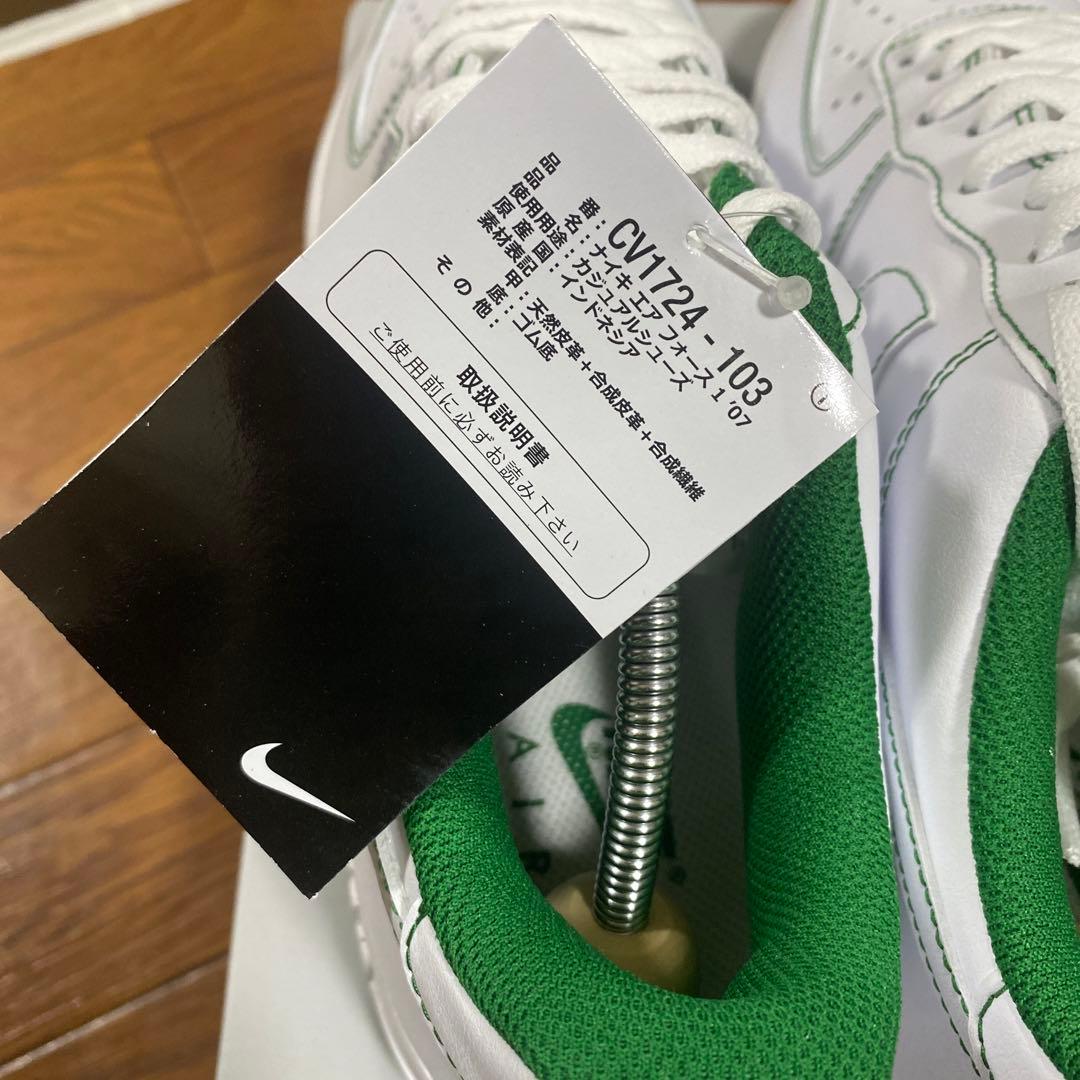 品番：CV1724-103
品名：ナイキ エア フォース 1 '07
使用用途：カジュアルシューズ
原産国：インドネシア
素材表記 甲：天然皮革＋合成皮革＋合成繊維
底：ゴム底
その他：
取扱説明書
ご使用前に必ずお読み下さい
AIR
®